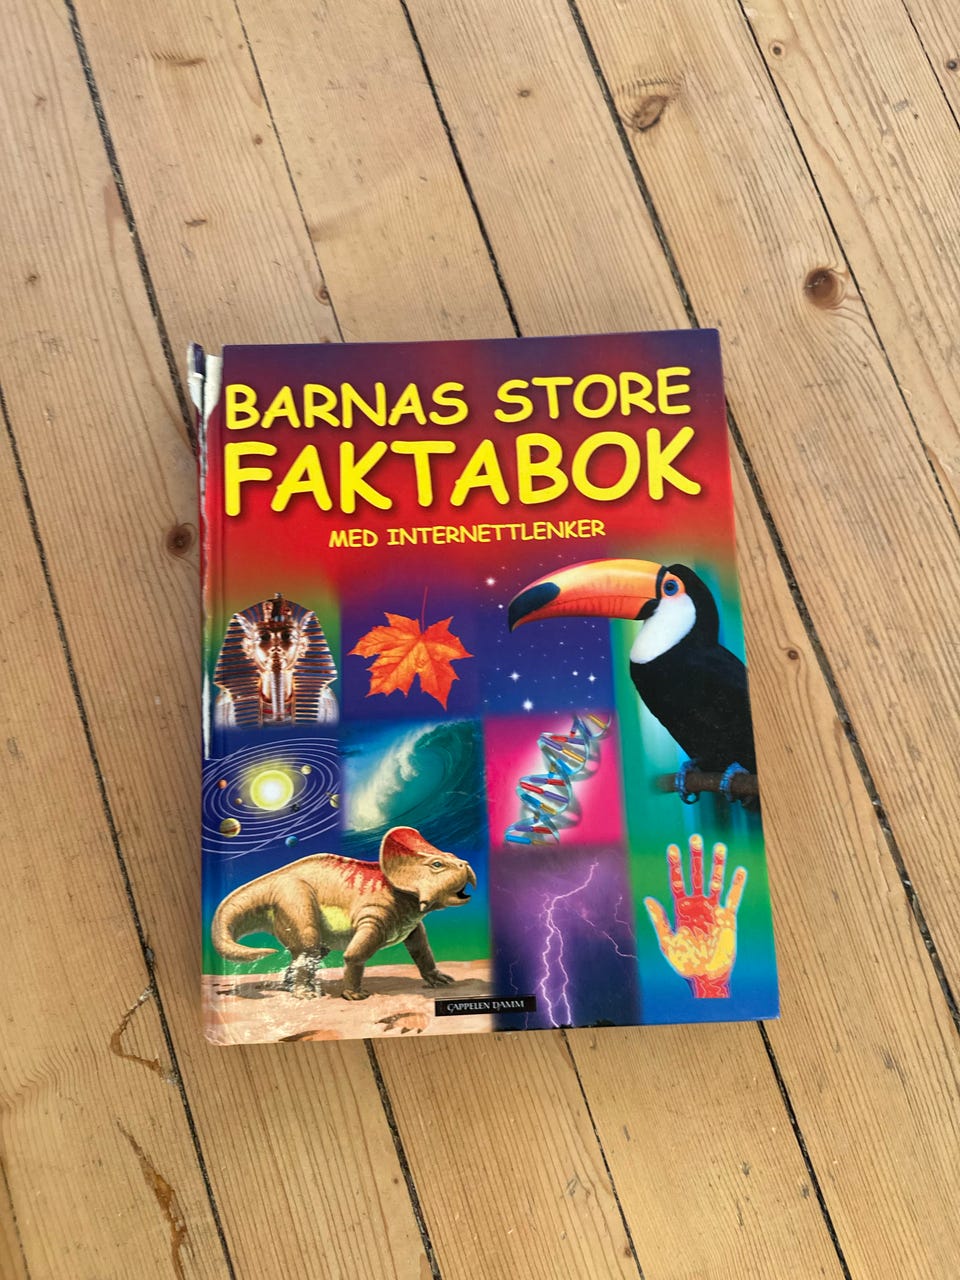 BARNAS STORE
FAKTABOK
MED INTERNETTLENKER
CAPPELEN DAMM